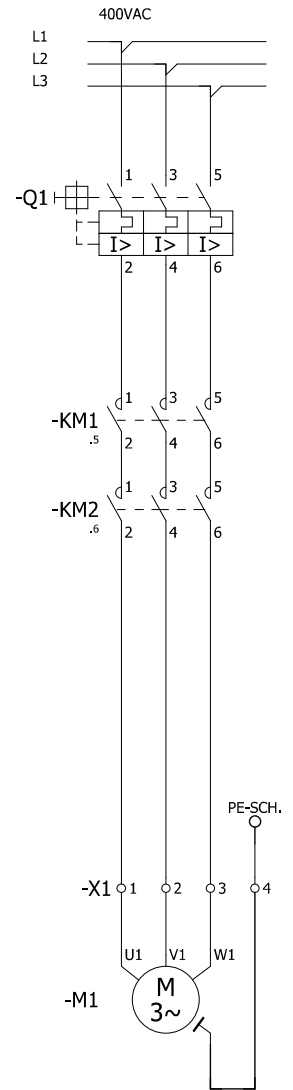 400VAC
L1
L2
L3
1 3 5
-Q1
I> I> I>
2 4 6
1 3 5
-KM1
.5 2 4 6
1 3 5
-KM2
.6 2 4 6
PE-SCH.
-X1 1 2 3 4
U1 V1 W1
-M1 M
3~